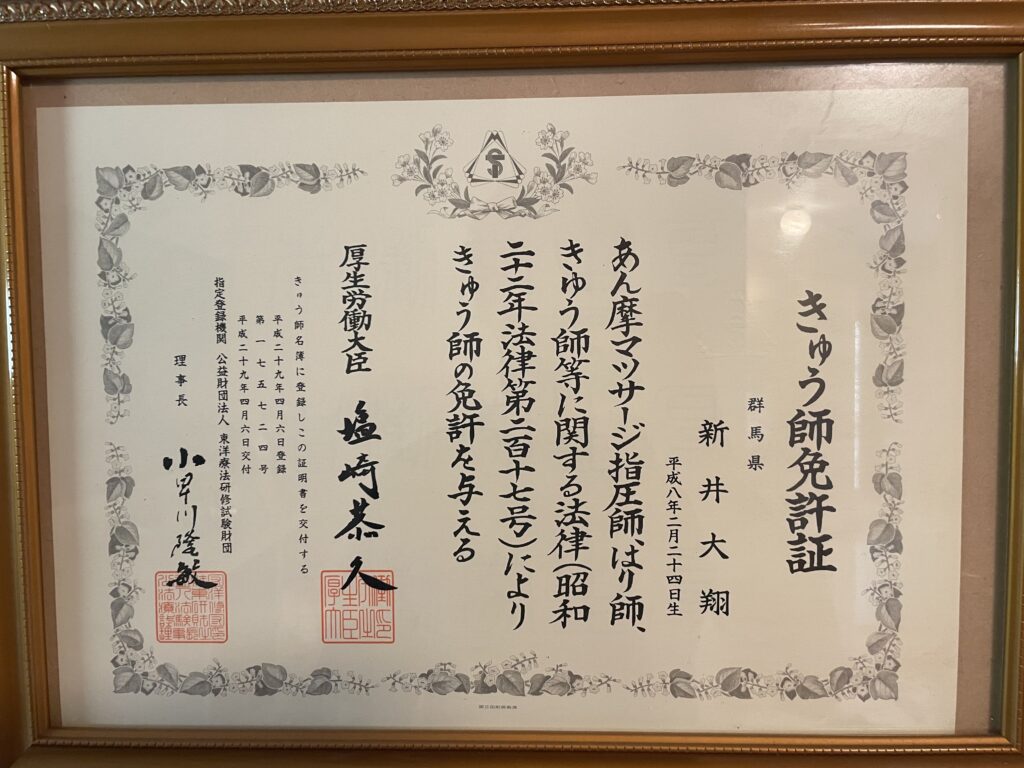 きゅう師免許証
群馬県
新井大翔
平成八年二月二十四日生
あん摩マツサージ指圧師、はり師、
きゆう師等に関する法律（昭和
二十二年法律第二百十七号）により
きゅう師の免許を与える
厚生労働大臣 塩崎恭久
きゅう師名簿に登録しこの証明書を交付する
平成二十九年四月六日登録
第一七五七二四号
平成二十九年四月六日交付
指定登録機関 公益財団法人 東洋療法研修試験財団
理事長 小早川隆敏